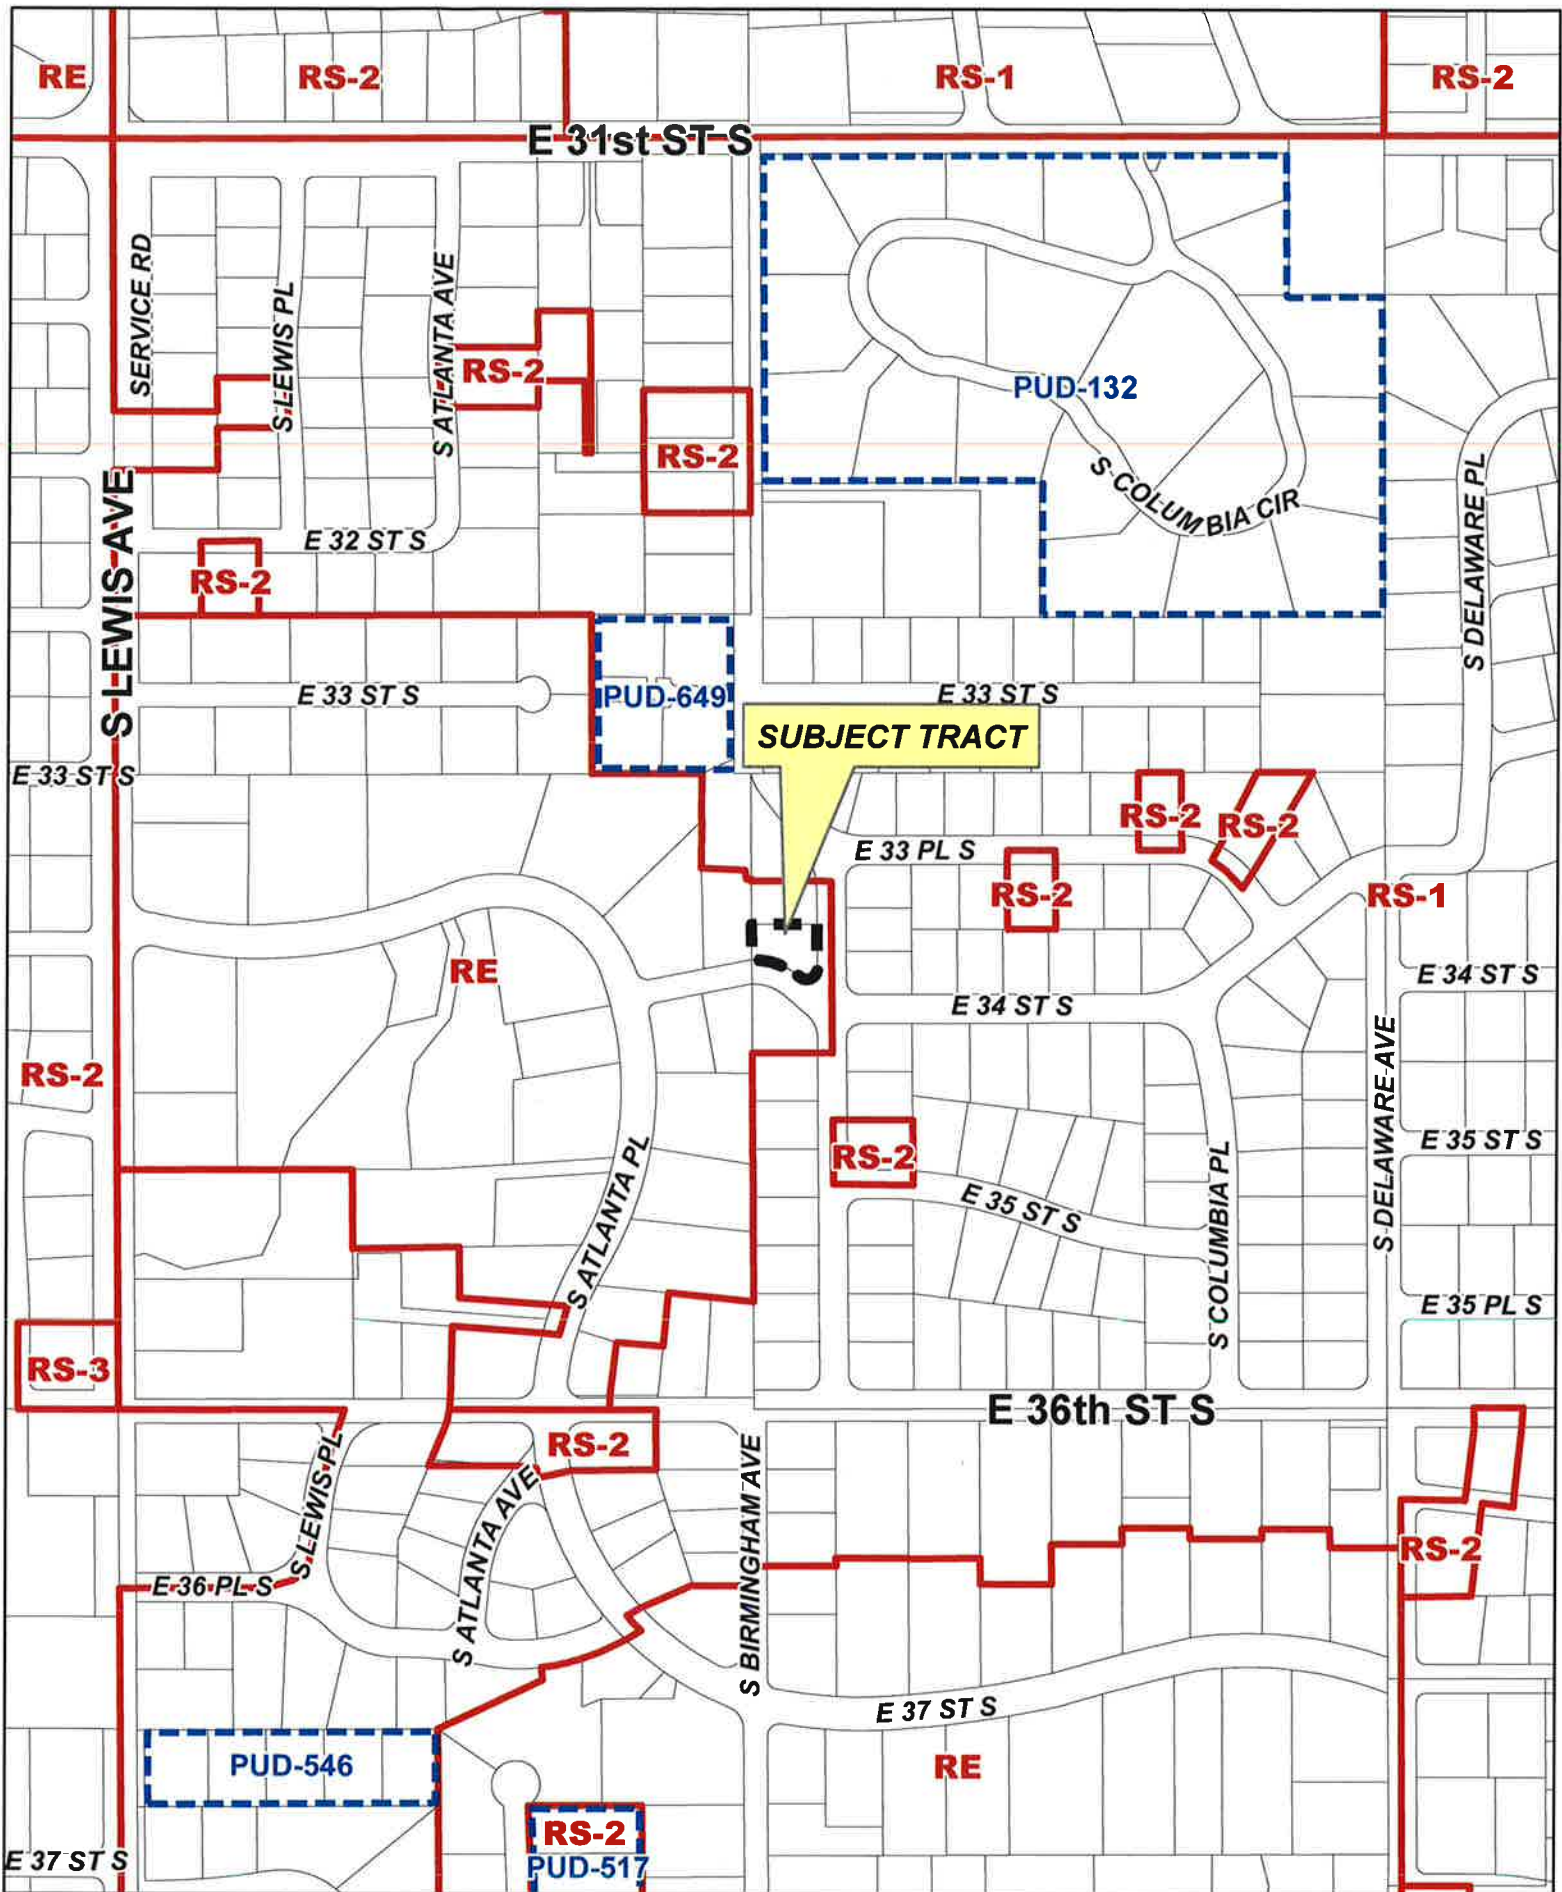 RE
RS-2
RS-1
RS-2
E 31st ST S
SERVICE RD
S LEWIS PL
S ATLANTA AVE
RS-2
PUD-132
RS-2
S COLUMBIA CIR
S DELAWARE PL
S LEWIS AVE
E 32 ST S
RS-2
E 33 ST S
PUD-649
E 33 ST S
SUBJECT TRACT
E 33 ST S
RS-2
RS-2
E 33 PL S
RS-2
RS-1
RE
E 34 ST S
E 34 ST S
RS-2
S DELAWARE AVE
E 35 ST S
RS-2
S ATLANTA PL
E 35 ST S
S COLUMBIA PL
E 35 PL S
RS-3
E 36th ST S
RS-2
S LEWIS PL
S ATLANTA AVE
S BIRMINGHAM AVE
RS-2
E 36 PL S
E 37 ST S
PUD-546
RE
RS-2
PUD-517
E 37 ST S